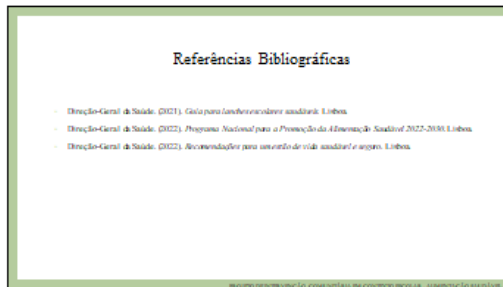 Referências Bibliográficas
Direção-Geral da Saúde. (2021). Guia para lanches escolares saudáveis. Lisboa.
Direção-Geral da Saúde. (2022). Programa Nacional para a Promoção da Alimentação Saudável 2022-2030. Lisboa.
Direção-Geral da Saúde. (2022). Recomendações para um estilo de vida saudável e seguro. Lisboa.